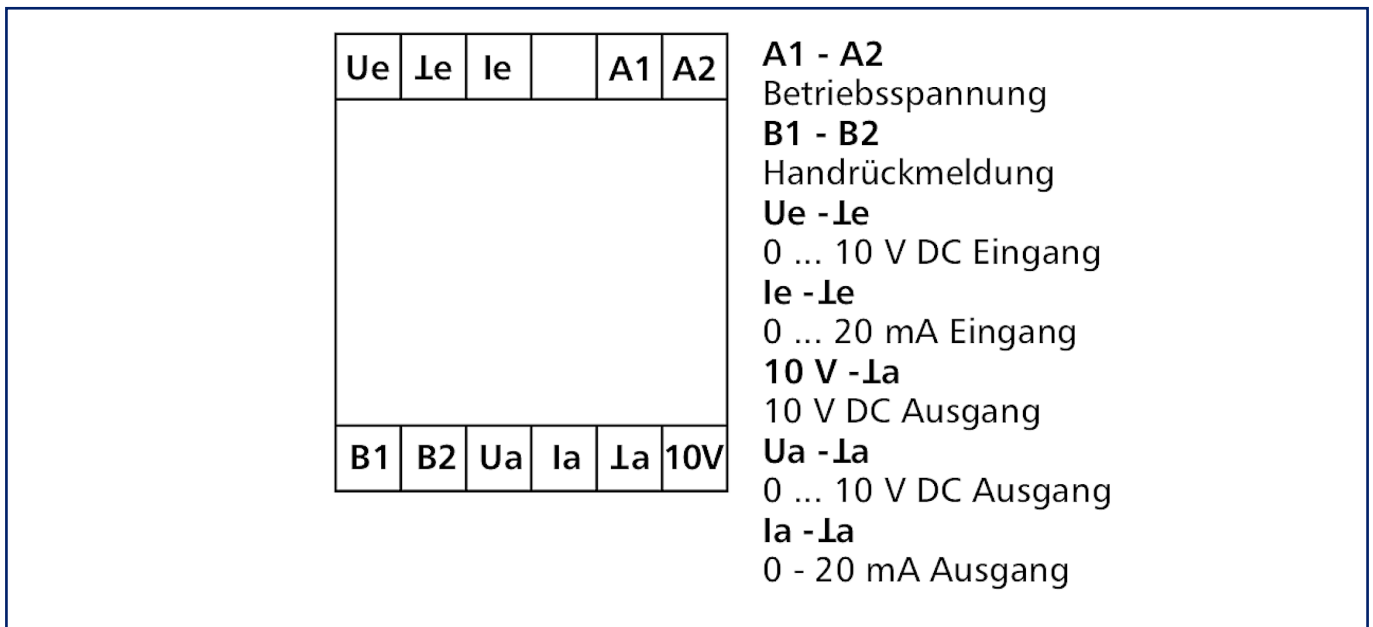 Ue ⊥e Ie A1 A2
B1 B2 Ua Ia ⊥a 10V
A1 - A2
Betriebsspannung
B1 - B2
Handrückmeldung
Ue -⊥e
0 ... 10 V DC Eingang
Ie -⊥e
0 ... 20 mA Eingang
10 V -⊥a
10 V DC Ausgang
Ua -⊥a
0 ... 10 V DC Ausgang
Ia -⊥a
0 - 20 mA Ausgang